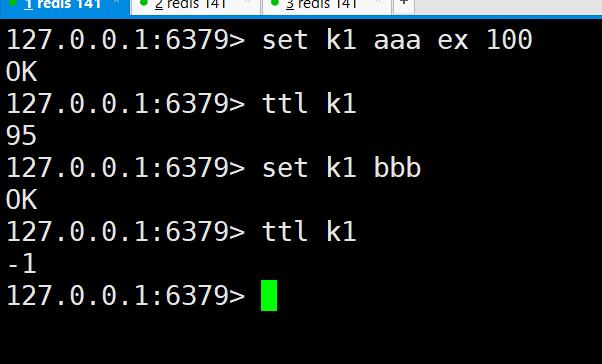 1 redis 141 2 redis 141 3 redis 141 +
127.0.0.1:6379> set k1 aaa ex 100
OK
127.0.0.1:6379> ttl k1
95
127.0.0.1:6379> set k1 bbb
OK
127.0.0.1:6379> ttl k1
-1
127.0.0.1:6379>